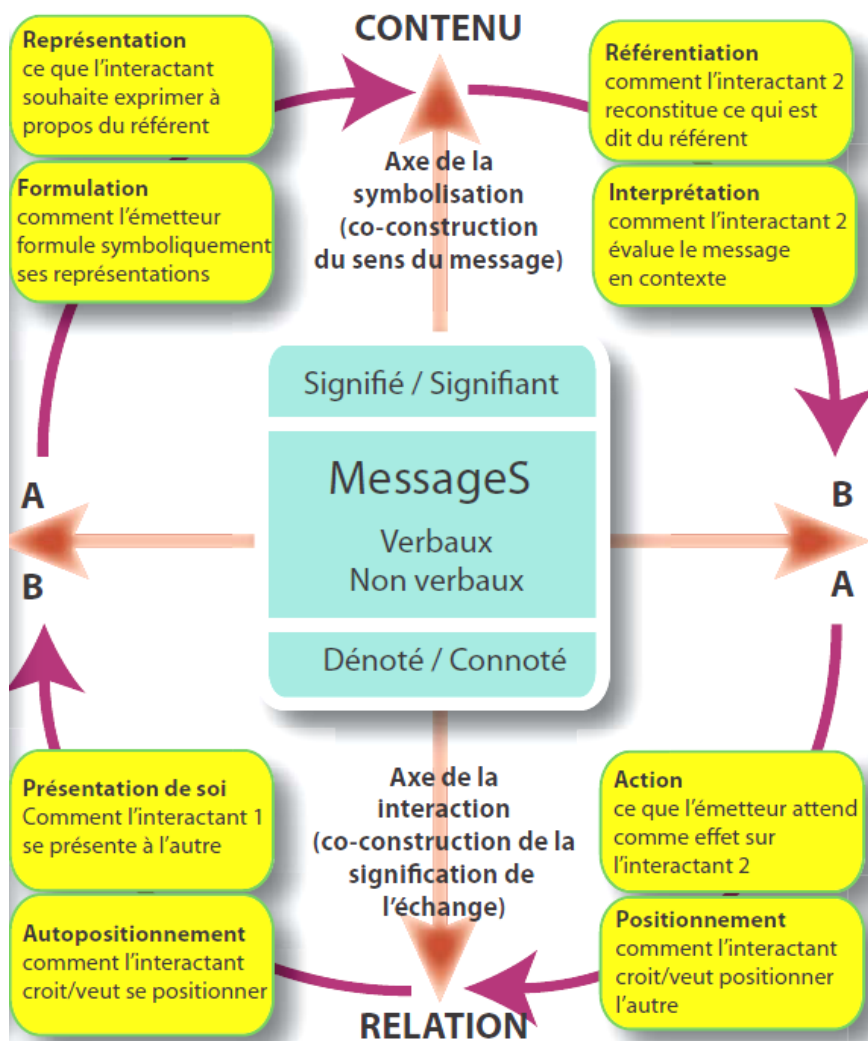 CONTENU
Représentation
ce que l'interactant
souhaite exprimer à
propos du référent
Formulation
comment l'émetteur
formule symboliquement
ses représentations
Axe de la
symbolisation
(co-construction
du sens du message)
Référentiation
comment l'interactant 2
reconstitue ce qui est
dit du référent
Interprétation
comment l'interactant 2
évalue le message
en contexte
A
B
Signifié / Signifiant
MessageS
Verbaux
Non verbaux
Dénoté / Connoté
B
A
Présentation de soi
Comment l'interactant 1
se présente à l'autre
Autopositionnement
comment l'interactant
croit/veut se positionner
Axe de la
interaction
(co-construction de la
signification de
l'échange)
Action
ce que l'émetteur attend
comme effet sur
l'interactant 2
Positionnement
comment l'interactant
croit/veut positionner
l'autre
RELATION